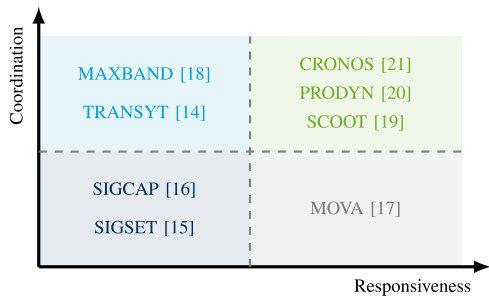 Coordination
MAXBAND [18]
TRANSYT [14]
CRONOS [21]
PRODYN [20]
SCOOT [19]
SIGCAP [16]
SIGSET [15]
MOVA [17]
Responsiveness